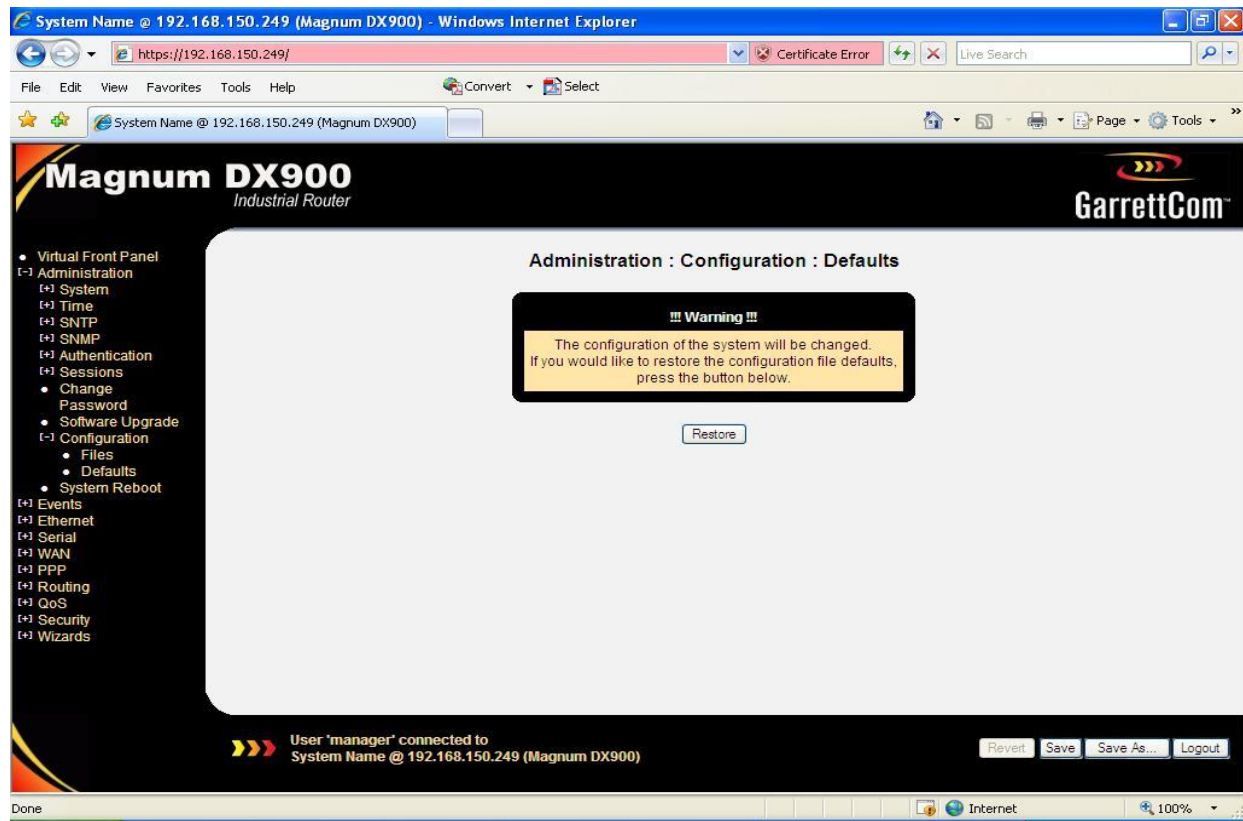 System Name @ 192.168.150.249 (Magnum DX900) - Windows Internet Explorer
https://192.168.150.249/
Certificate Error
Live Search
File Edit View Favorites Tools Help
Convert Select
System Name @ 192.168.150.249 (Magnum DX900)
Page Tools
Magnum DX900
Industrial Router
GarrettCom™
Virtual Front Panel
[-] Administration
[+] System
[+] Time
[+] SNTP
[+] SNMP
[+] Authentication
[+] Sessions
Change
Password
Software Upgrade
[-] Configuration
Files
Defaults
System Reboot
[+] Events
[+] Ethernet
[+] Serial
[+] WAN
[+] PPP
[+] Routing
[+] QoS
[+] Security
[+] Wizards
Administration : Configuration : Defaults
!!! Warning !!!
The configuration of the system will be changed.
If you would like to restore the configuration file defaults,
press the button below.
Restore
User 'manager' connected to
System Name @ 192.168.150.249 (Magnum DX900)
Revert Save Save As... Logout
Done
Internet
100%